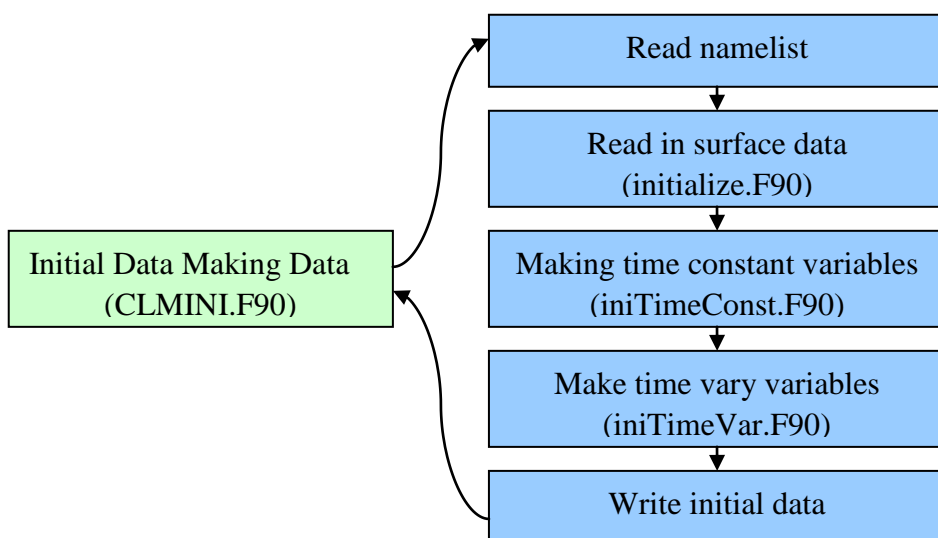 Read namelist
Read in surface data
(initialize.F90)
Initial Data Making Data
(CLMINI.F90)
Making time constant variables
(iniTimeConst.F90)
Make time vary variables
(iniTimeVar.F90)
Write initial data